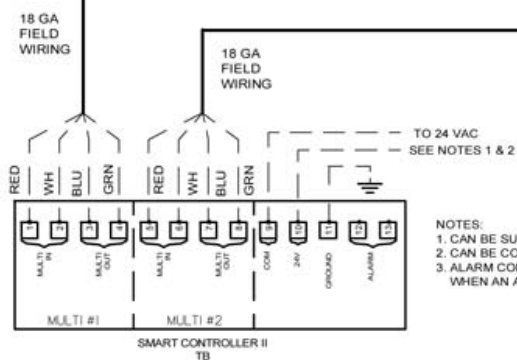 18 GA
FIELD
WIRING
18 GA
FIELD
WIRING
TO 24 VAC
SEE NOTES 1 & 2
RED
WH
BLU
GRN
RED
WH
BLU
GRN
1 2 3 4 5 6 7 8 9 10 11 12 13
MULTI
IN
MULTI
OUT
MULTI
IN
MULTI
OUT
COM
24V
GROUND
ALARM
MULTI #1
MULTI #2
SMART CONTROLLER II
TB
NOTES:
1. CAN BE SU
2. CAN BE CO
3. ALARM CO
WHEN AN A